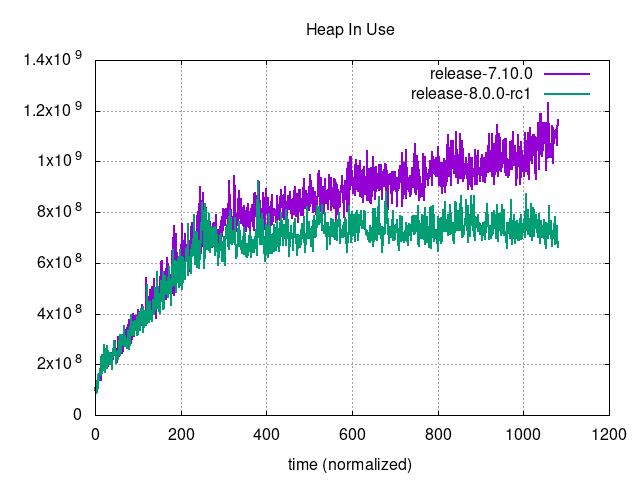 Heap In Use
1.4x10^9
1.2x10^9
1x10^9
8x10^8
6x10^8
4x10^8
2x10^8
0
release-7.10.0
release-8.0.0-rc1
0 200 400 600 800 1000 1200
time (normalized)